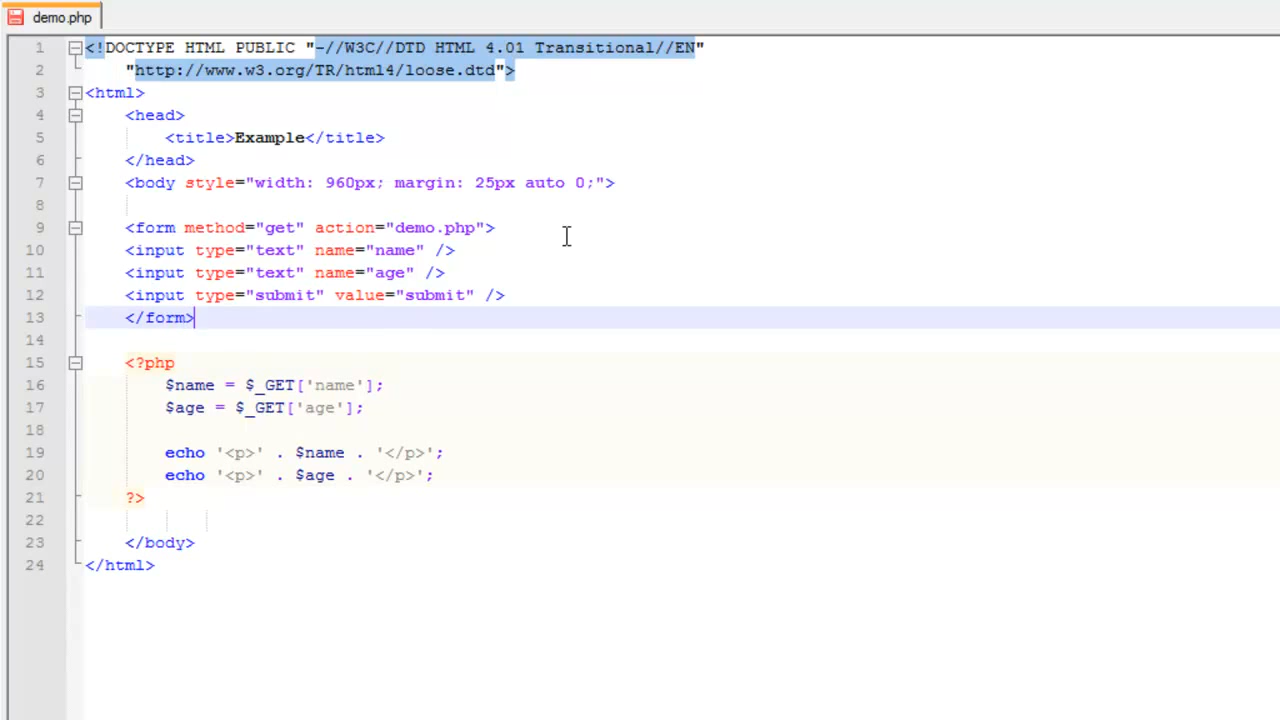 demo.php
1 <!DOCTYPE HTML PUBLIC "-//W3C//DTD HTML 4.01 Transitional//EN"
2 "http://www.w3.org/TR/html4/loose.dtd">
3 <html>
4 <head>
5 <title>Example</title>
6 </head>
7 <body style="width: 960px; margin: 25px auto 0;">
8
9 <form method="get" action="demo.php">
10 <input type="text" name="name" />
11 <input type="text" name="age" />
12 <input type="submit" value="submit" />
13 </form>
14
15 <?php
16 $name = $_GET['name'];
17 $age = $_GET['age'];
18
19 echo '<p>' . $name . '</p>';
20 echo '<p>' . $age . '</p>';
21 ?>
22
23 </body>
24 </html>